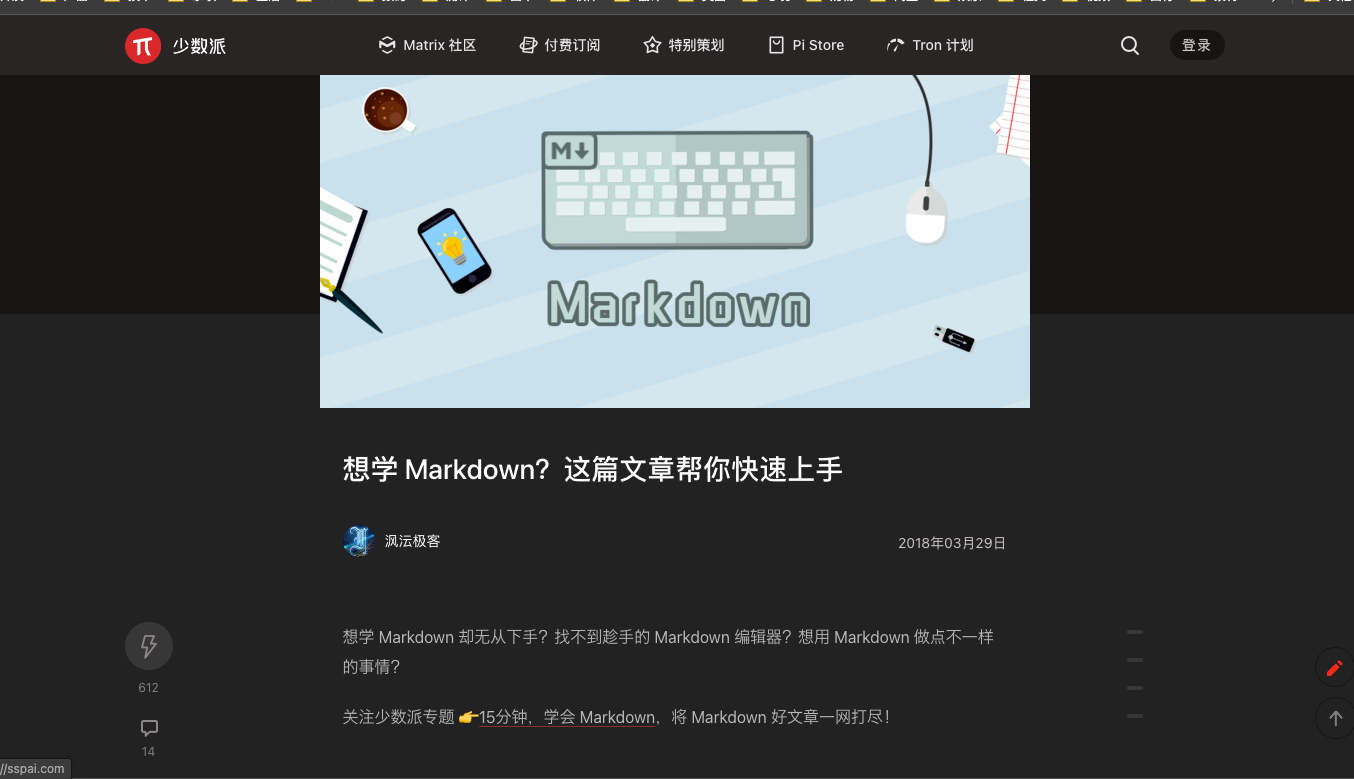 少数派
Matrix 社区
付费订阅
特别策划
Pi Store
Tron 计划
登录
M
Markdown
想学 Markdown？这篇文章帮你快速上手
沨沄极客
2018年03月29日
想学 Markdown 却无从下手？找不到趁手的 Markdown 编辑器？想用 Markdown 做点不一样
的事情？
关注少数派专题 👉15分钟，学会 Markdown，将 Markdown 好文章一网打尽！
612
14
//sspai.com